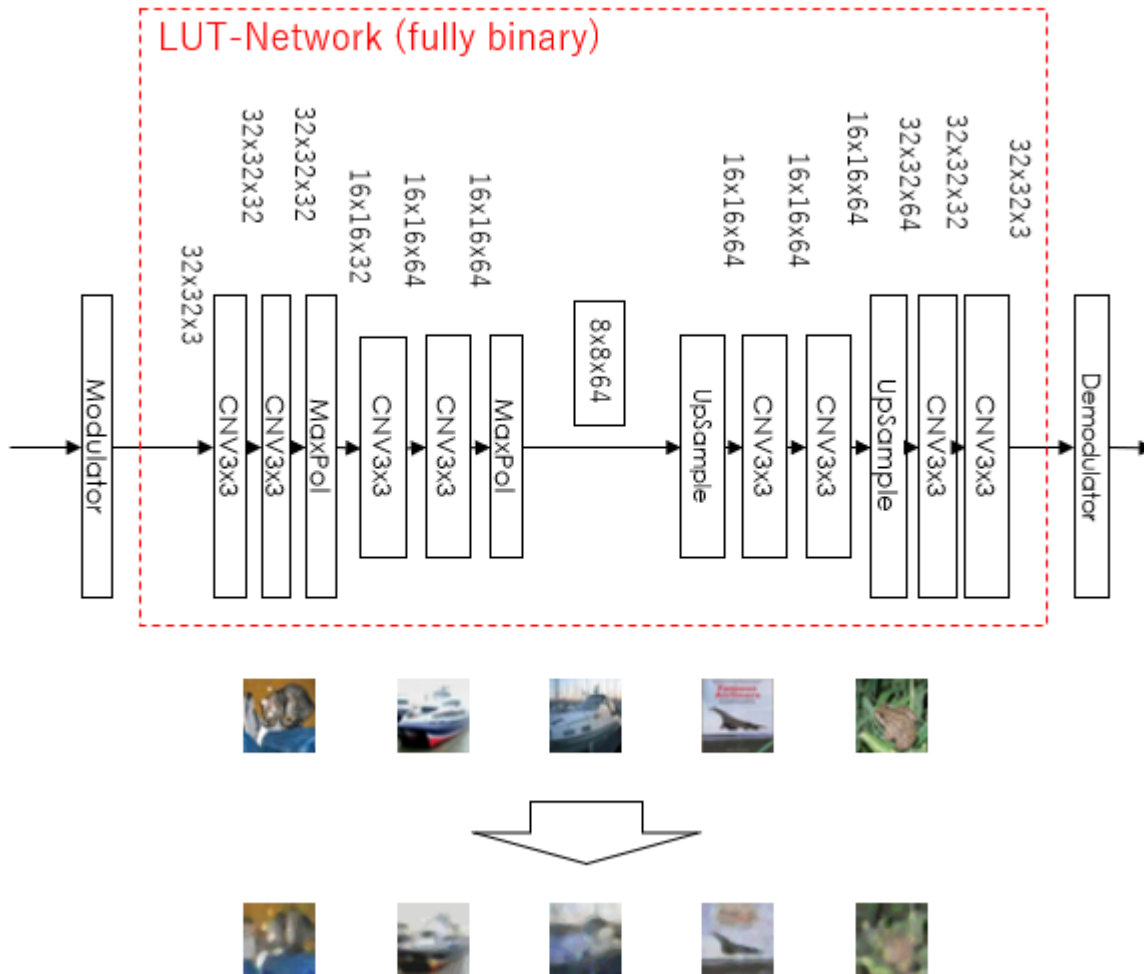 LUT-Network (fully binary)
32x32x3
32x32x32
32x32x32
16x16x32
16x16x64
16x16x64
8x8x64
16x16x64
16x16x64
16x16x64
32x32x64
32x32x32
32x32x3
Modulator
CNV3x3
CNV3x3
MaxPol
CNV3x3
CNV3x3
MaxPol
UpSample
CNV3x3
CNV3x3
UpSample
CNV3x3
CNV3x3
Demodulator